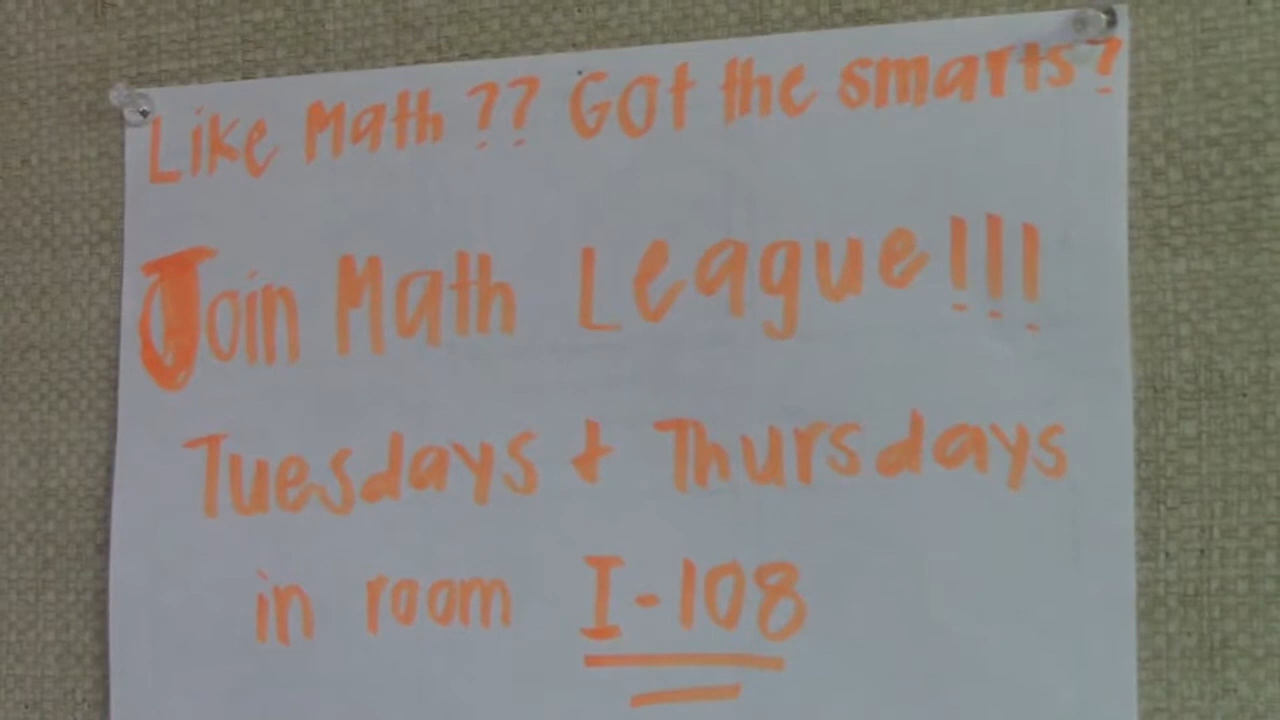 Like Math ?? Got the smarts?
Join Math League!!!
Tuesdays + Thursdays
in room I-108